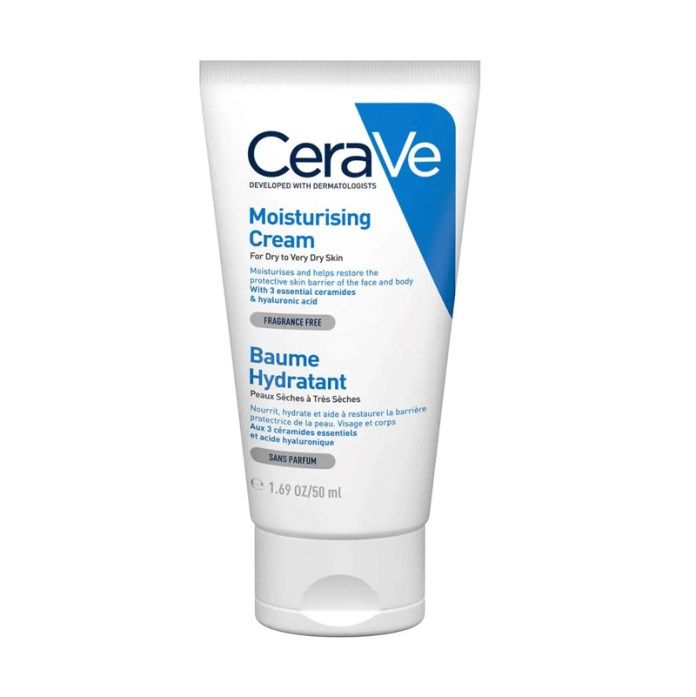 CeraVe
DEVELOPED WITH DERMATOLOGISTS
Moisturising
Cream
For Dry to Very Dry Skin
Moisturises and helps restore the
protective skin barrier of the face and body
With 3 essential ceramides
& hyaluronic acid
FRAGRANCE FREE
Baume
Hydratant
Peaux Sèches à Très Sèches
Nourrit, hydrate et aide à restaurer la barrière
protectrice de la peau. Visage et corps
Aux 3 céramides essentiels
et acide hyaluronique
SANS PARFUM
℮ 1.69 OZ/50 ml